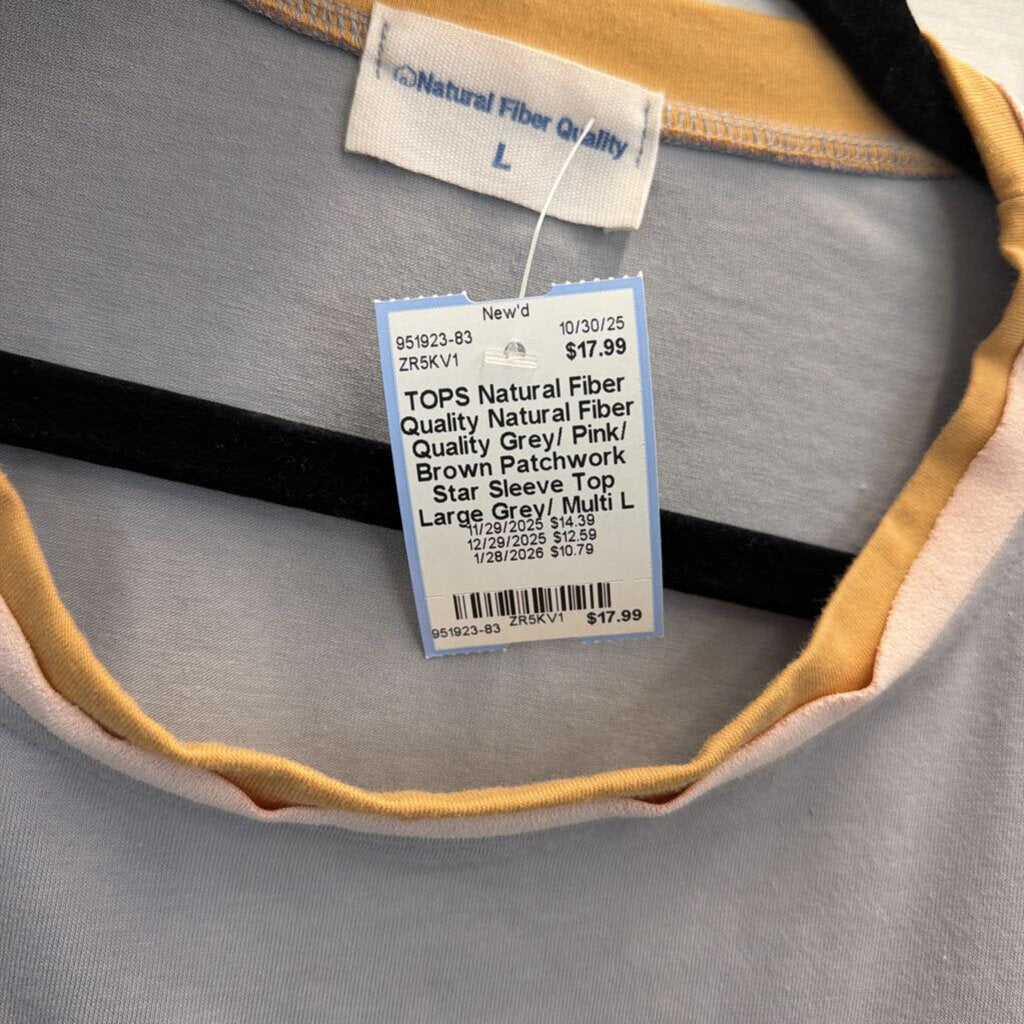 Natural Fiber Quality
L
New'd
951923-83
10/30/25
ZR5KV1
$17.99
TOPS Natural Fiber
Quality Natural Fiber
Quality Grey/ Pink/
Brown Patchwork
Star Sleeve Top
Large Grey/ Multi L
11/29/2025 $14.39
12/29/2025 $12.59
1/28/2026 $10.79
951923-83 ZR5KV1 $17.99